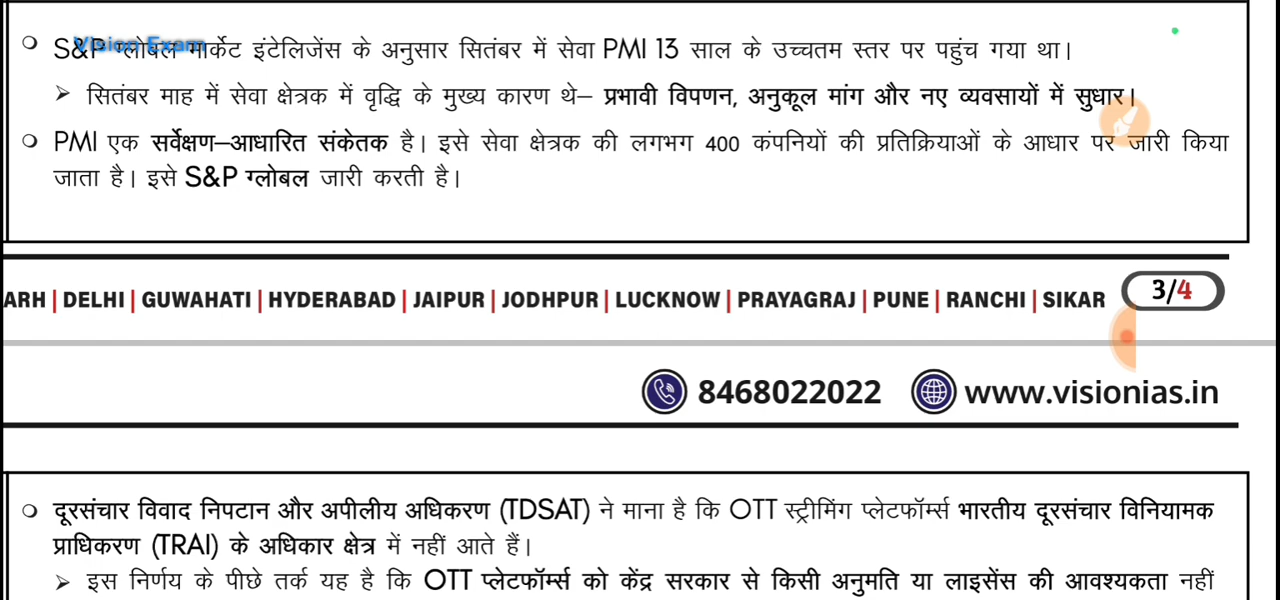 Vision Exam
S&P ग्लोबल मार्केट इंटेलिजेंस के अनुसार सितंबर में सेवा PMI 13 साल के उच्चतम स्तर पर पहुंच गया था।
सितंबर माह में सेवा क्षेत्रक में वृद्धि के मुख्य कारण थे– प्रभावी विपणन, अनुकूल मांग और नए व्यवसायों में सुधार।
PMI एक सर्वेक्षण–आधारित संकेतक है। इसे सेवा क्षेत्रक की लगभग 400 कंपनियों की प्रतिक्रियाओं के आधार पर जारी किया
जाता है। इसे S&P ग्लोबल जारी करती है।
ARH | DELHI | GUWAHATI | HYDERABAD | JAIPUR | JODHPUR | LUCKNOW | PRAYAGRAJ | PUNE | RANCHI | SIKAR 3/4
8468022022 www.visionias.in
दूरसंचार विवाद निपटान और अपीलीय अधिकरण (TDSAT) ने माना है कि OTT स्ट्रीमिंग प्लेटफॉर्म्स भारतीय दूरसंचार विनियामक
प्राधिकरण (TRAI) के अधिकार क्षेत्र में नहीं आते हैं।
इस निर्णय के पीछे तर्क यह है कि OTT प्लेटफॉर्म्स को केंद्र सरकार से किसी अनुमति या लाइसेंस की आवश्यकता नहीं